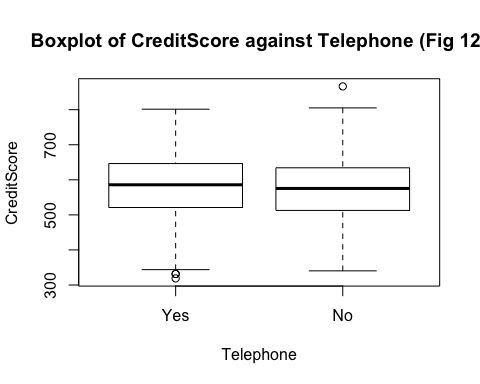 Boxplot of CreditScore against Telephone (Fig 12
CreditScore
700
500
300
Yes No
Telephone